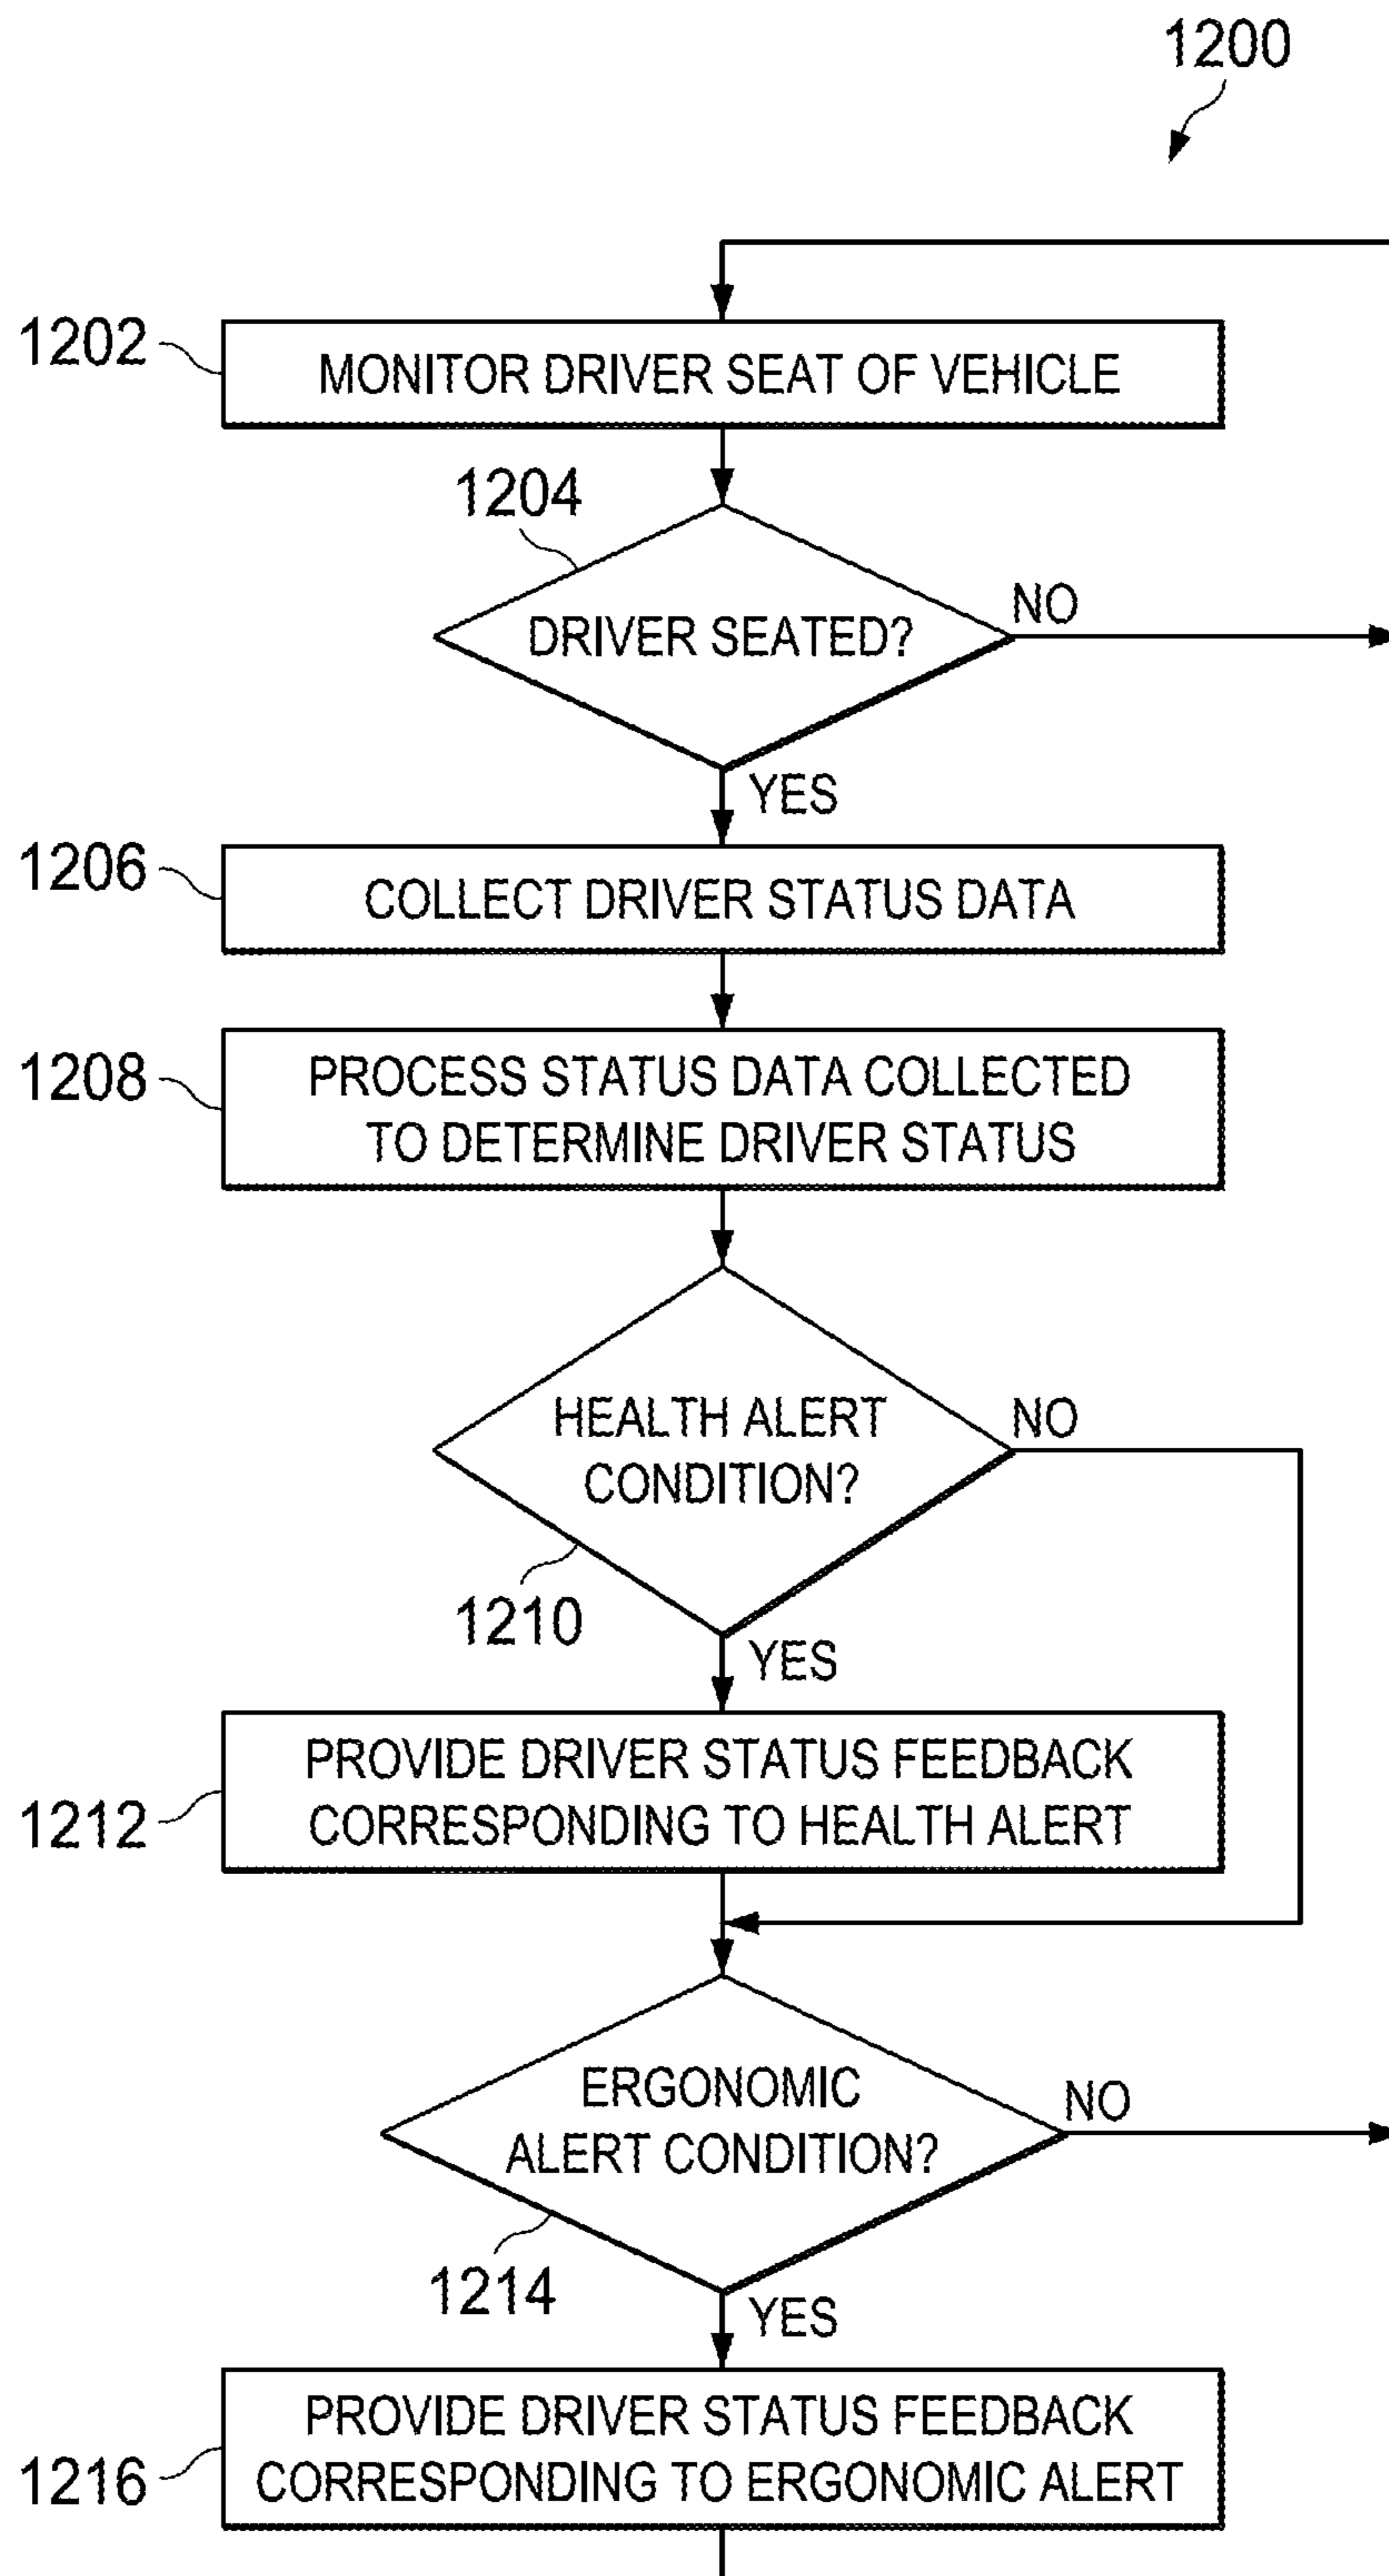 1200
1202
MONITOR DRIVER SEAT OF VEHICLE
1204
DRIVER SEATED?
NO
YES
1206
COLLECT DRIVER STATUS DATA
1208
PROCESS STATUS DATA COLLECTED
TO DETERMINE DRIVER STATUS
HEALTH ALERT
CONDITION?
NO
1210
YES
1212
PROVIDE DRIVER STATUS FEEDBACK
CORRESPONDING TO HEALTH ALERT
ERGONOMIC
ALERT CONDITION?
NO
1214
YES
1216
PROVIDE DRIVER STATUS FEEDBACK
CORRESPONDING TO ERGONOMIC ALERT